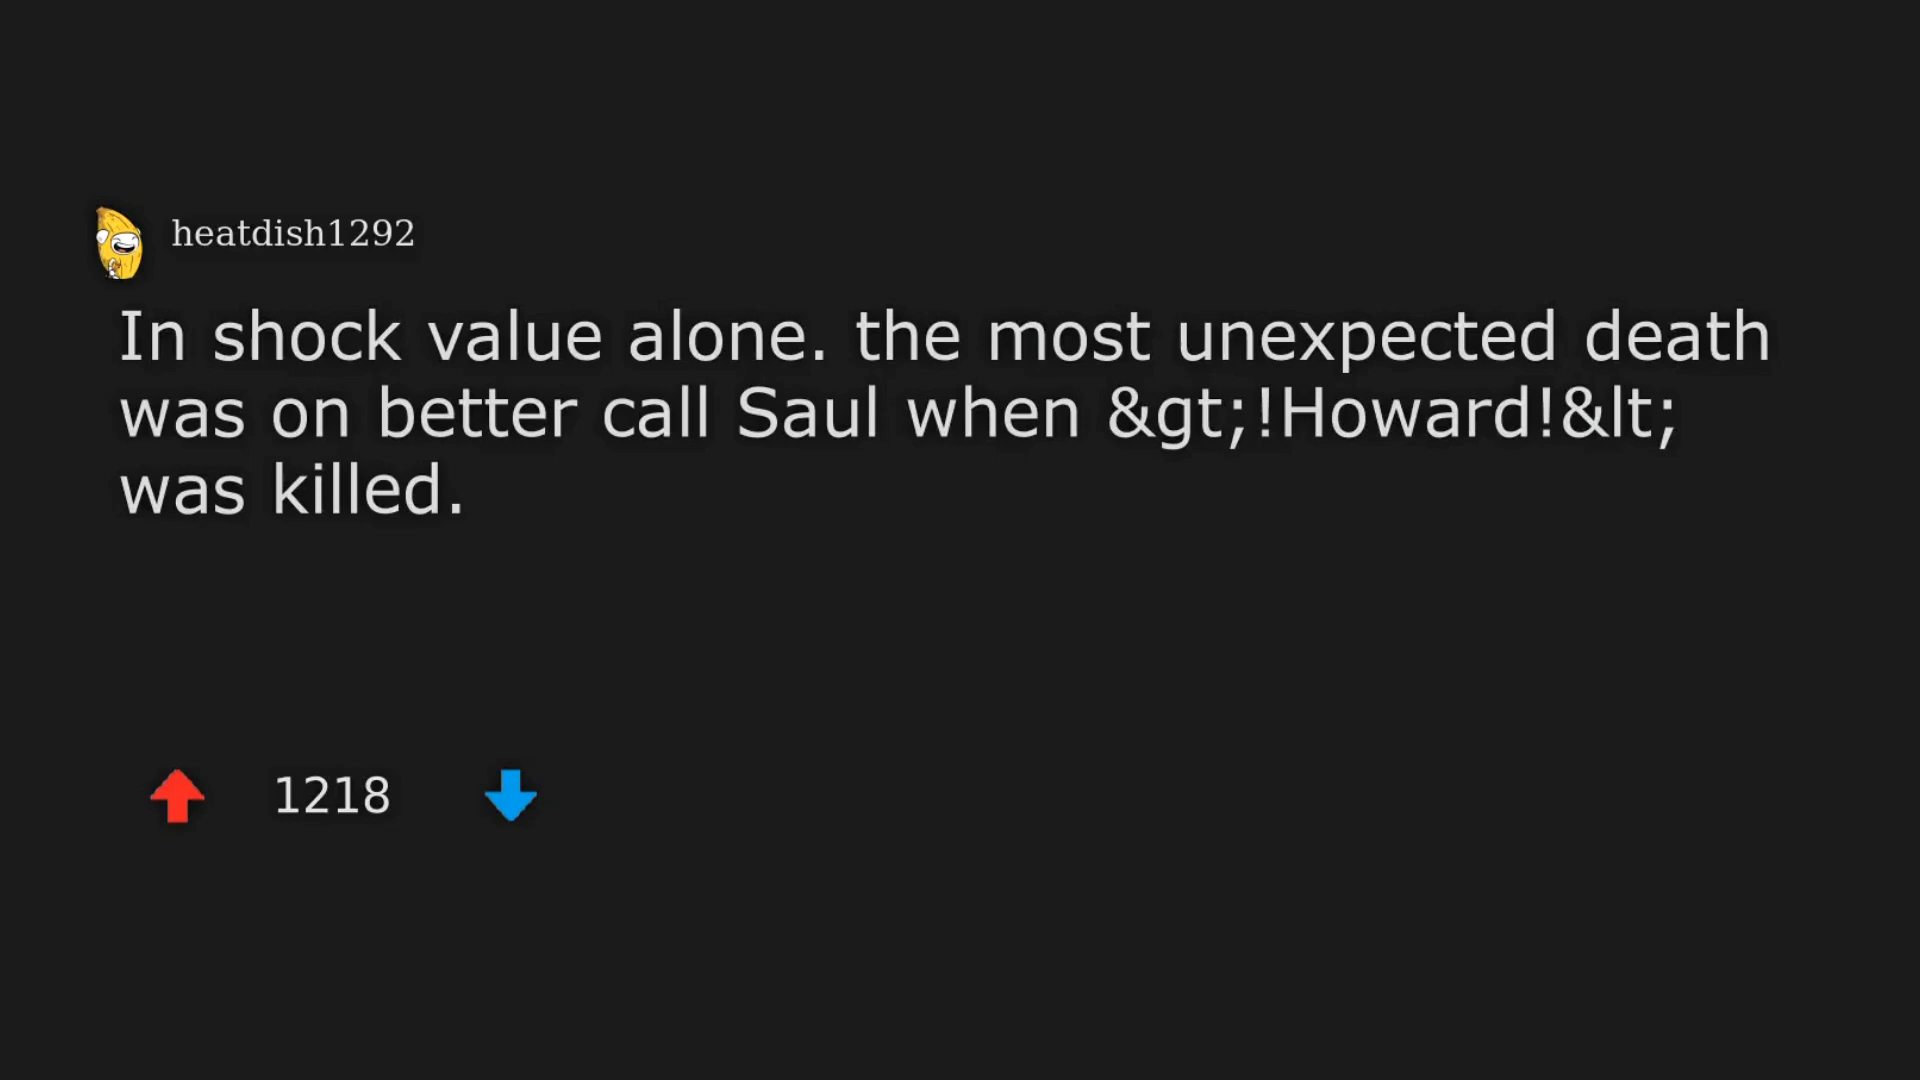 heatdish1292
In shock value alone. the most unexpected death
was on better call Saul when &gt;!Howard!&lt;
was killed.
1218